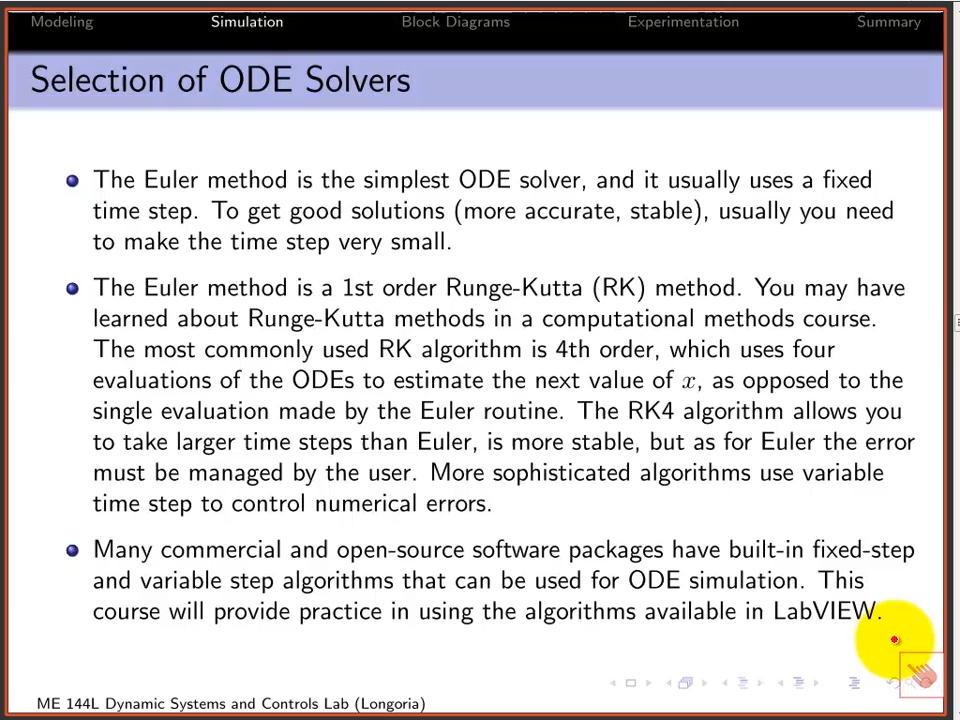 Modeling Simulation Block Diagrams Experimentation Summary
Selection of ODE Solvers
The Euler method is the simplest ODE solver, and it usually uses a fixed
time step. To get good solutions (more accurate, stable), usually you need
to make the time step very small.
The Euler method is a 1st order Runge-Kutta (RK) method. You may have
learned about Runge-Kutta methods in a computational methods course.
The most commonly used RK algorithm is 4th order, which uses four
evaluations of the ODEs to estimate the next value of x, as opposed to the
single evaluation made by the Euler routine. The RK4 algorithm allows you
to take larger time steps than Euler, is more stable, but as for Euler the error
must be managed by the user. More sophisticated algorithms use variable
time step to control numerical errors.
Many commercial and open-source software packages have built-in fixed-step
and variable step algorithms that can be used for ODE simulation. This
course will provide practice in using the algorithms available in LabVIEW.
ME 144L Dynamic Systems and Controls Lab (Longoria)